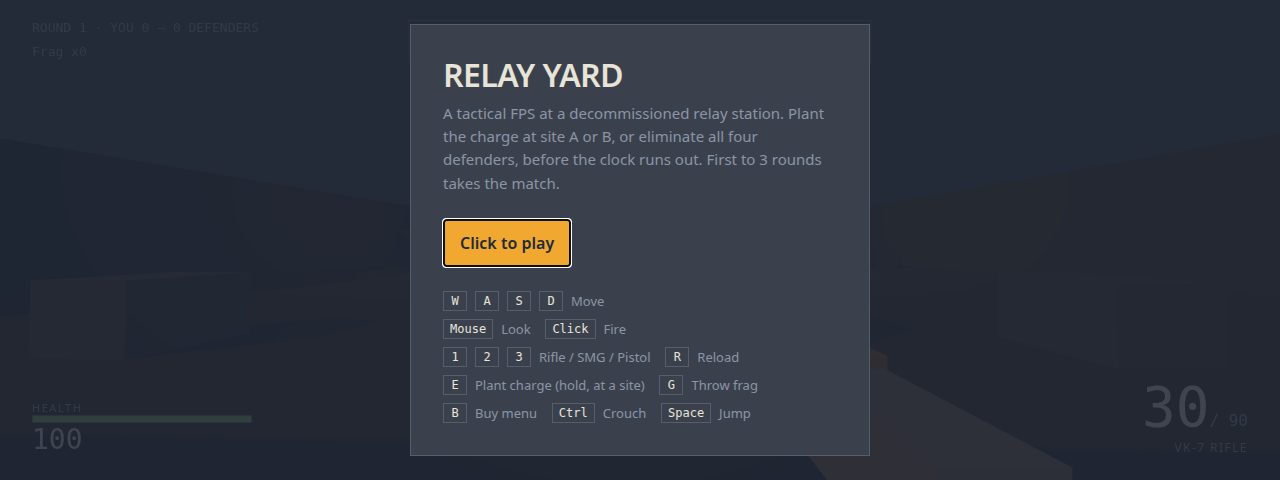 ROUND 1 · YOU 0 — 0 DEFENDERS
Frag x0
RELAY YARD
A tactical FPS at a decommissioned relay station. Plant
the charge at site A or B, or eliminate all four
defenders, before the clock runs out. First to 3 rounds
takes the match.
Click to play
W A S D Move
Mouse Look Click Fire
1 2 3 Rifle / SMG / Pistol R Reload
E Plant charge (hold, at a site) G Throw frag
B Buy menu Ctrl Crouch Space Jump
HEALTH
100
30 / 90
VK-7 RIFLE